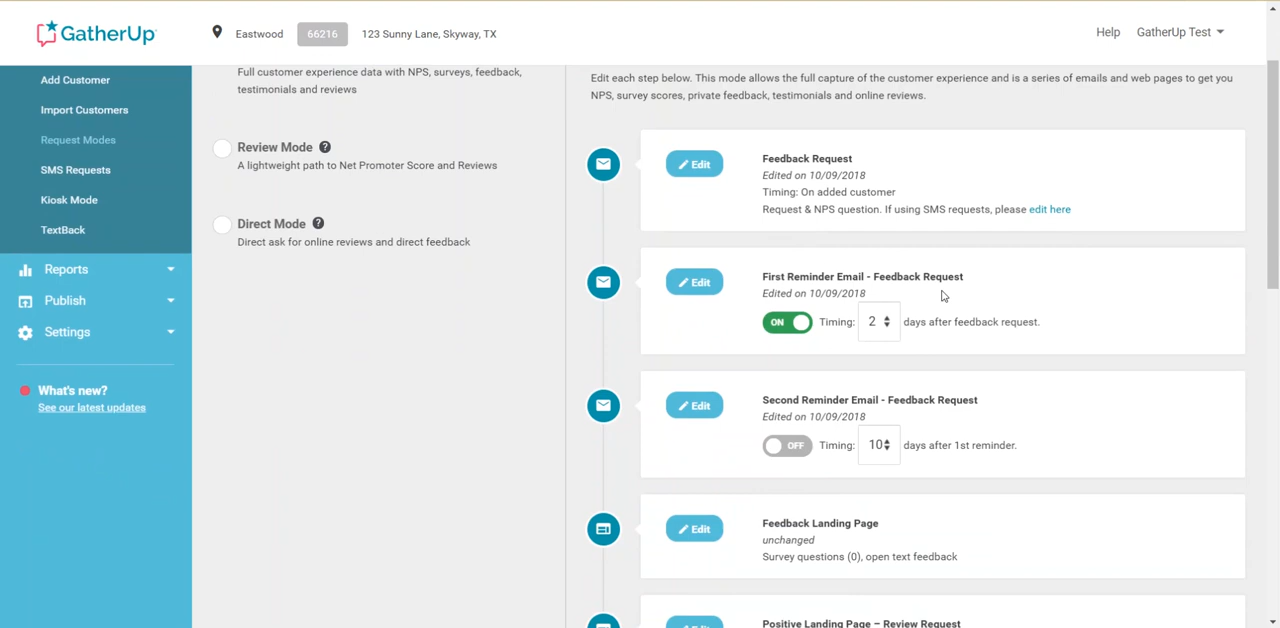 GatherUp
Eastwood 66216 123 Sunny Lane, Skyway, TX
Help GatherUp Test
Add Customer
Import Customers
Request Modes
SMS Requests
Kiosk Mode
TextBack
Reports
Publish
Settings
What's new?
See our latest updates
Full customer experience data with NPS, surveys, feedback,
testimonials and reviews
Review Mode ?
A lightweight path to Net Promoter Score and Reviews
Direct Mode ?
Direct ask for online reviews and direct feedback
Edit each step below. This mode allows the full capture of the customer experience and is a series of emails and web pages to get you
NPS, survey scores, private feedback, testimonials and online reviews.
Edit
Feedback Request
Edited on 10/09/2018
Timing: On added customer
Request & NPS question. If using SMS requests, please edit here
Edit
First Reminder Email - Feedback Request
Edited on 10/09/2018
ON Timing: 2 days after feedback request.
Edit
Second Reminder Email - Feedback Request
Edited on 10/09/2018
OFF Timing: 10 days after 1st reminder.
Edit
Feedback Landing Page
unchanged
Survey questions (0), open text feedback
Edit
Positive Landing Page – Review Request